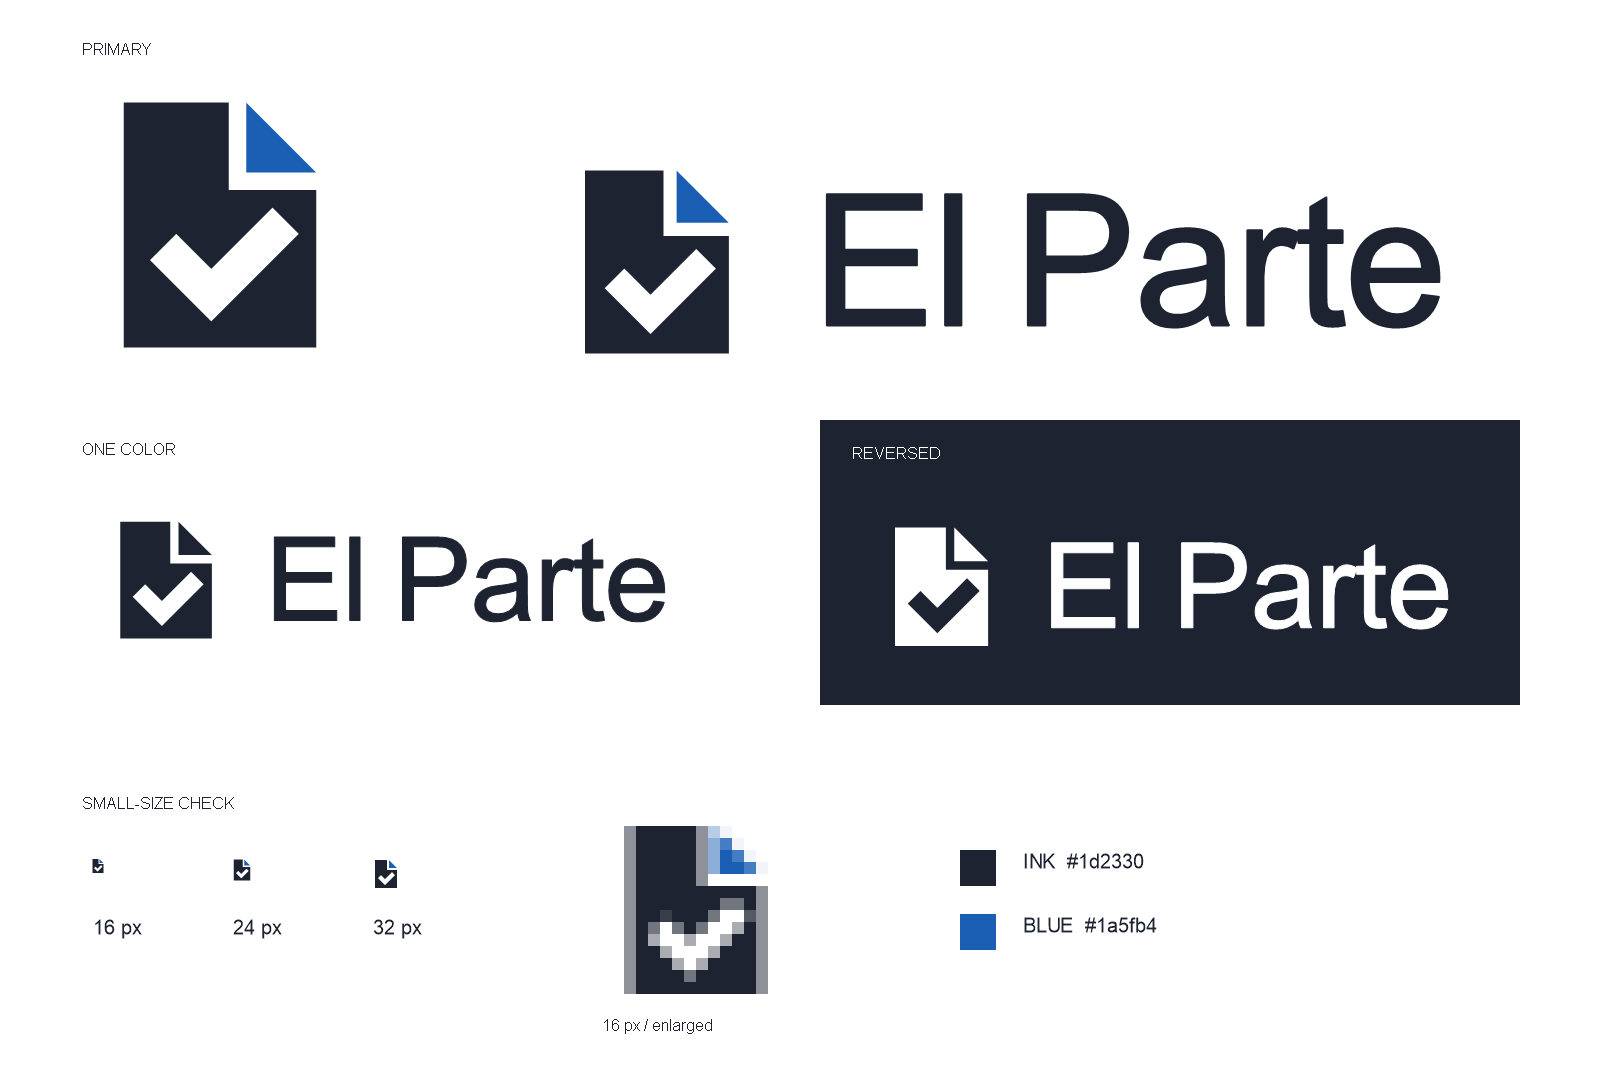 PRIMARY
El Parte
ONE COLOR
El Parte
REVERSED
El Parte
SMALL-SIZE CHECK
16 px
24 px
32 px
16 px / enlarged
INK #1d2330
BLUE #1a5fb4